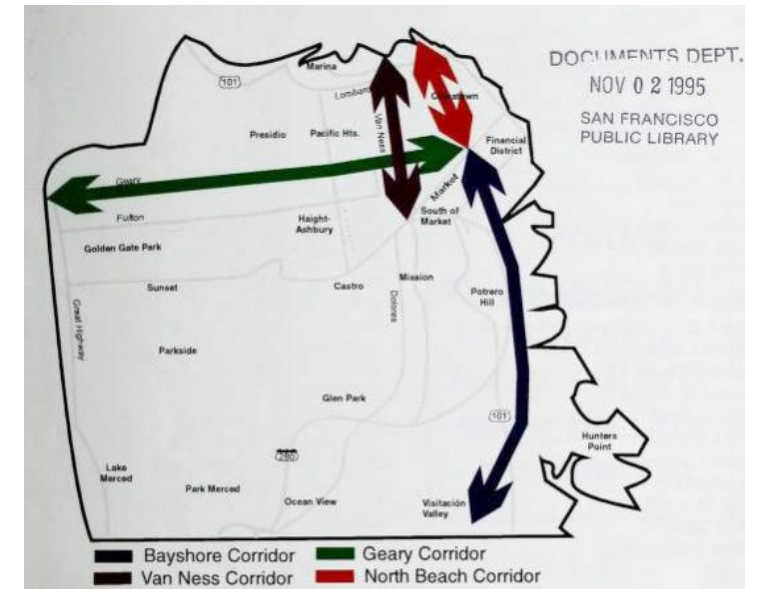 DOCUMENTS DEPT.
NOV 02 1995
SAN FRANCISCO
PUBLIC LIBRARY
Marina
101
Lombard
Chinatown
Van Ness
Presidio
Pacific Hts.
Financial
District
Geary
Market
Fulton
Haight-
Ashbury
South of
Market
Golden Gate Park
Sunset
Castro
Mission
Potrero
Hill
Great Highway
Dolores
Parkside
Glen Park
101
Hunters
Point
280
Lake
Merced
Park Merced
Ocean View
Visitación
Valley
Bayshore Corridor
Geary Corridor
Van Ness Corridor
North Beach Corridor